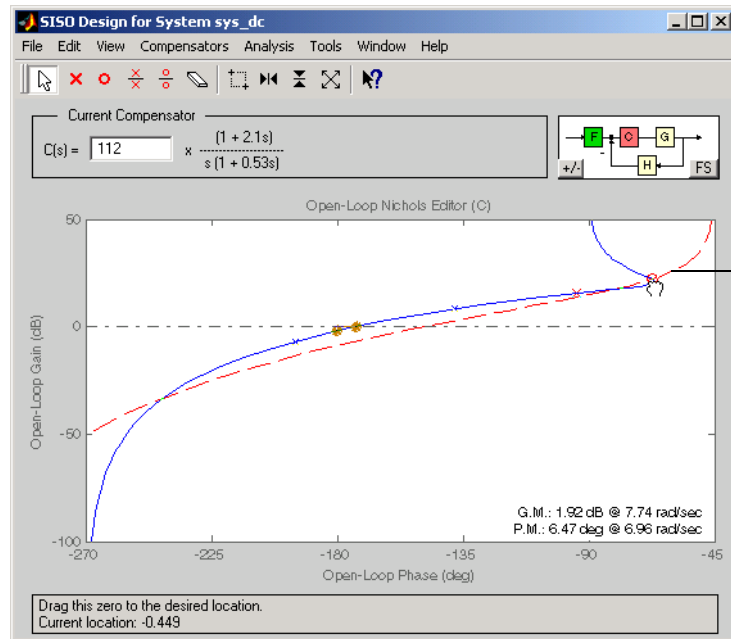 SISO Design for System sys_dc
File Edit View Compensators Analysis Tools Window Help
Current Compensator
C(s) = 112 x (1 + 2.1s)
s (1 + 0.53s)
F C G
H
+/- FS
Open-Loop Nichols Editor (C)
50
0
-50
-100
Open-Loop Gain (dB)
G.M.: 1.92 dB @ 7.74 rad/sec
P.M.: 6.47 deg @ 6.96 rad/sec
-270 -225 -180 -135 -90 -45
Open-Loop Phase (deg)
Drag this zero to the desired location.
Current location: -0.449